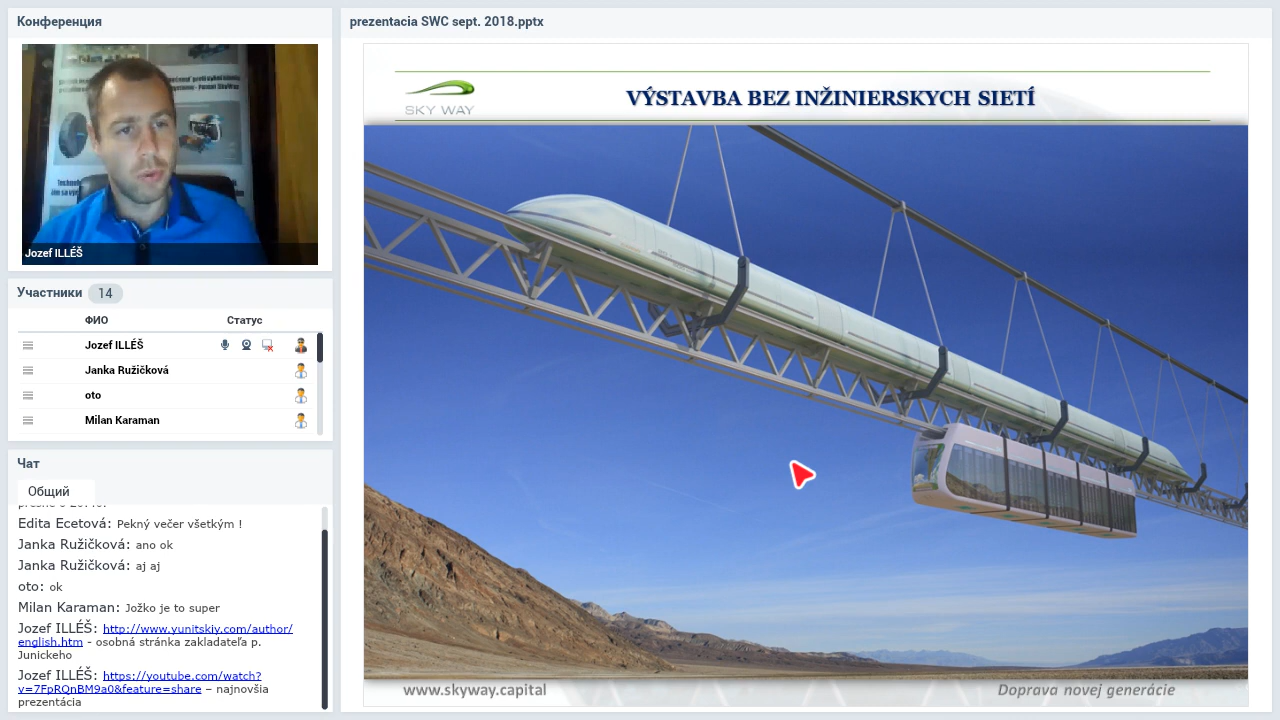 Конференция
Jozef ILLÉŠ
Участники 14
ФИО Статус
Jozef ILLÉŠ
Janka Ružičková
oto
Milan Karaman
Чат
Общий
Edita Ecetová: Pekný večer všetkým !
Janka Ružičková: ano ok
Janka Ružičková: aj aj
oto: ok
Milan Karaman: Jožko je to super
Jozef ILLÉŠ: http://www.yunitskiy.com/author/
english.htm - osobná stránka zakladateľa p.
Junickeho
Jozef ILLÉŠ: https://youtube.com/watch?
v=7FpRQnBM9a0&feature=share – najnovšia
prezentácia
prezentacia SWC sept. 2018.pptx
SKY WAY
VÝSTAVBA BEZ INŽINIERSKYCH SIETÍ
www.skyway.capital
Doprava novej generácie